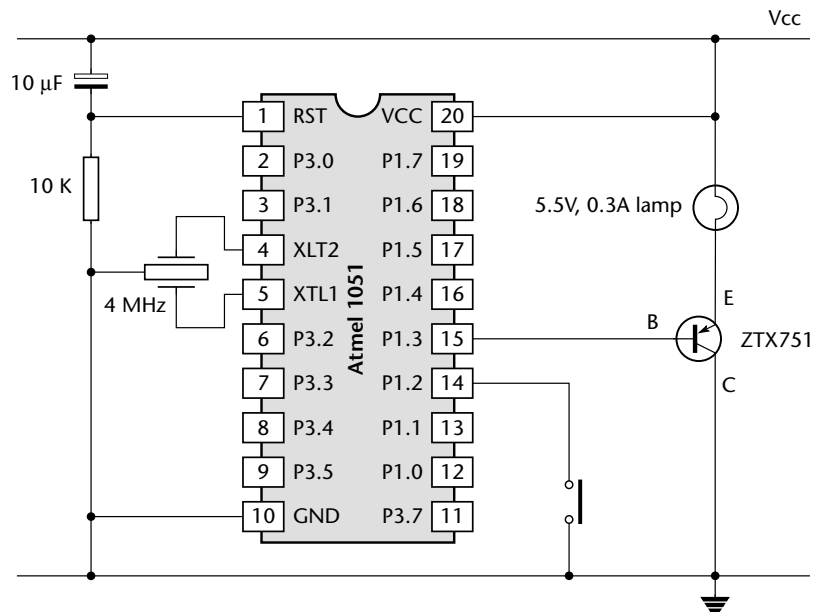 Vcc
10 µF
10 K
4 MHz
1 RST
2 P3.0
3 P3.1
4 XLT2
5 XTL1
6 P3.2
7 P3.3
8 P3.4
9 P3.5
10 GND
Atmel 1051
VCC 20
P1.7 19
P1.6 18
P1.5 17
P1.4 16
P1.3 15
P1.2 14
P1.1 13
P1.0 12
P3.7 11
5.5V, 0.3A lamp
E
B
ZTX751
C